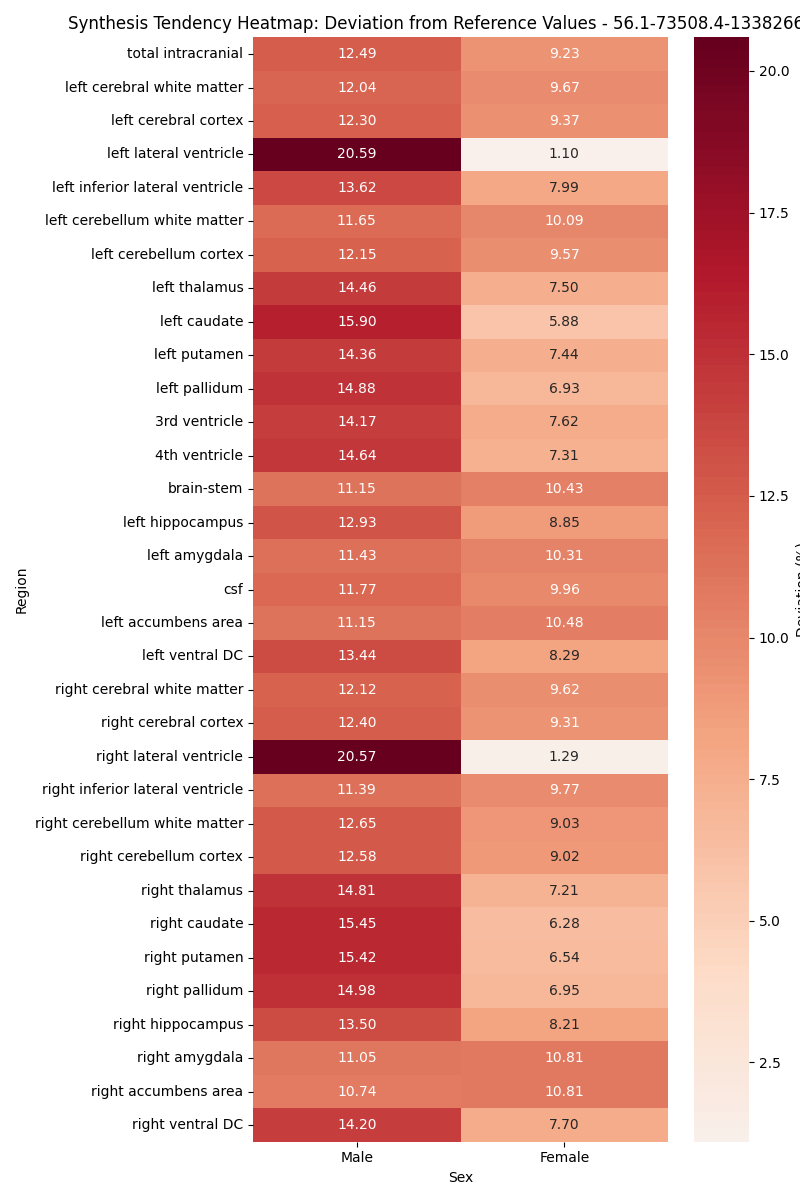 Synthesis Tendency Heatmap: Deviation from Reference Values - 56.1-73508.4-1338266
total intracranial 12.49 9.23
left cerebral white matter 12.04 9.67
left cerebral cortex 12.30 9.37
left lateral ventricle 20.59 1.10
left inferior lateral ventricle 13.62 7.99
left cerebellum white matter 11.65 10.09
left cerebellum cortex 12.15 9.57
left thalamus 14.46 7.50
left caudate 15.90 5.88
left putamen 14.36 7.44
left pallidum 14.88 6.93
3rd ventricle 14.17 7.62
4th ventricle 14.64 7.31
brain-stem 11.15 10.43
left hippocampus 12.93 8.85
left amygdala 11.43 10.31
csf 11.77 9.96
left accumbens area 11.15 10.48
left ventral DC 13.44 8.29
right cerebral white matter 12.12 9.62
right cerebral cortex 12.40 9.31
right lateral ventricle 20.57 1.29
right inferior lateral ventricle 11.39 9.77
right cerebellum white matter 12.65 9.03
right cerebellum cortex 12.58 9.02
right thalamus 14.81 7.21
right caudate 15.45 6.28
right putamen 15.42 6.54
right pallidum 14.98 6.95
right hippocampus 13.50 8.21
right amygdala 11.05 10.81
right accumbens area 10.74 10.81
right ventral DC 14.20 7.70
Male Female
Sex
Region
20.0
17.5
15.0
12.5
10.0
7.5
5.0
2.5